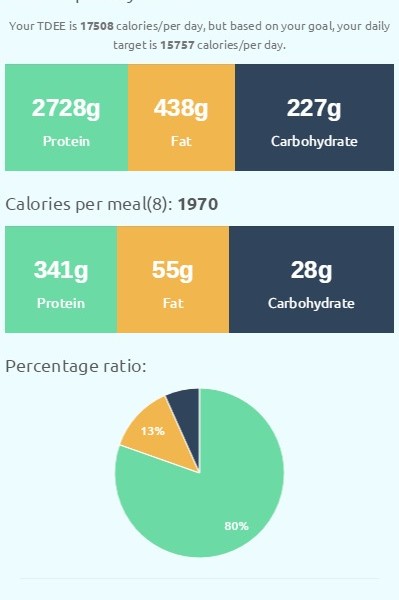 Your TDEE is 17508 calories/per day, but based on your goal, your daily
target is 15757 calories/per day.
2728g 438g 227g
Protein Fat Carbohydrate
Calories per meal(8): 1970
341g 55g 28g
Protein Fat Carbohydrate
Percentage ratio:
13%
80%